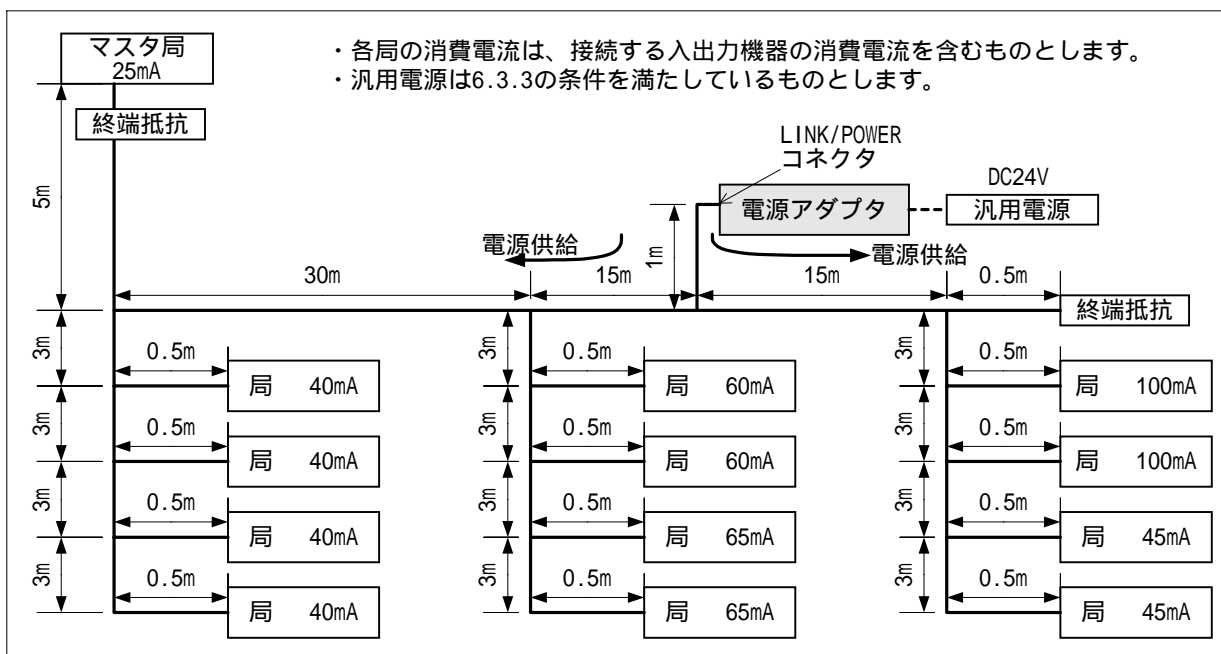 マスタ局
25mA
・各局の消費電流は、接続する入出力機器の消費電流を含むものとします。
・汎用電源は6.3.3の条件を満たしているものとします。
終端抵抗
LINK/POWER
コネクタ
DC24V
電源アダプタ
汎用電源
5m
電源供給
1m
電源供給
30m
15m
15m
0.5m
終端抵抗
3m
0.5m
局 40mA
3m
0.5m
局 60mA
3m
0.5m
局 100mA
3m
0.5m
局 40mA
3m
0.5m
局 60mA
3m
0.5m
局 100mA
3m
0.5m
局 40mA
3m
0.5m
局 65mA
3m
0.5m
局 45mA
3m
0.5m
局 40mA
3m
0.5m
局 65mA
3m
0.5m
局 45mA